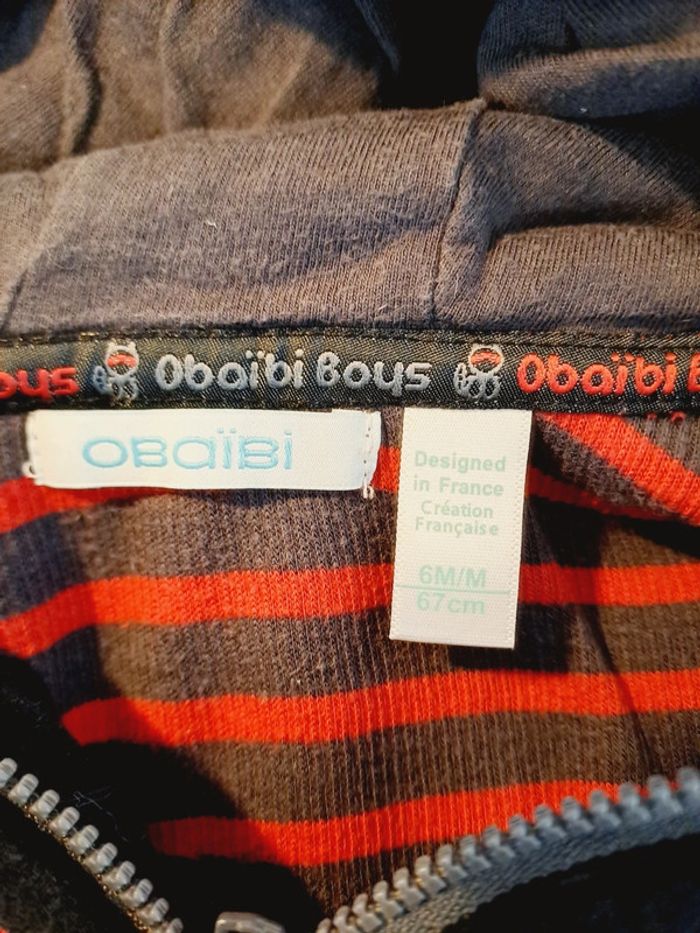 oys Obaïbi Boys Obaïbi B
OBAÏBI
Designed
in France
Création
Française
6M/M
67cm